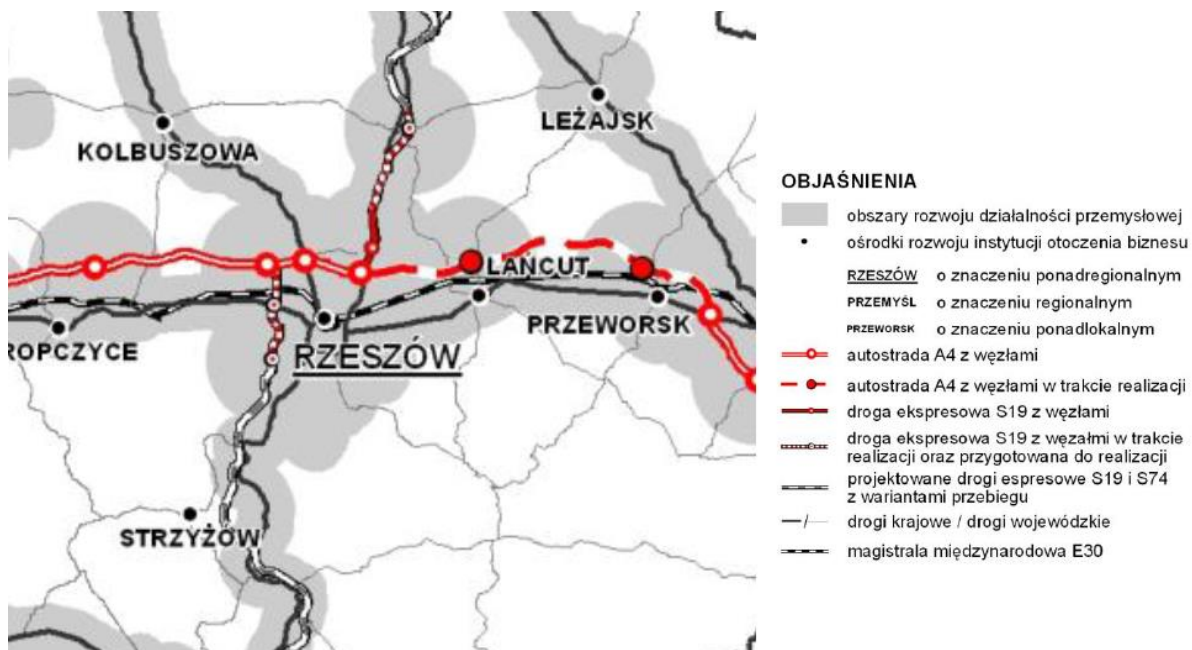 KOLBUSZOWA
LEŻAJSK
ŁAŃCUT
PRZEWORSK
ROPCZYCE
RZESZÓW
STRZYŻÓW
OBJAŚNIENIA
obszary rozwoju działalności przemysłowej
ośrodki rozwoju instytucji otoczenia biznesu
RZESZÓW o znaczeniu ponadregionalnym
PRZEMYŚL o znaczeniu regionalnym
PRZEWORSK o znaczeniu ponadlokalnym
autostrada A4 z węzłami
autostrada A4 z węzłami w trakcie realizacji
droga ekspresowa S19 z węzłami
droga ekspresowa S19 z węzałmi w trakcie
realizacji oraz przygotowana do realizacji
projektowane drogi espresowe S19 i S74
z wariantami przebiegu
drogi krajowe / drogi wojewódzkie
magistrala międzynarodowa E30